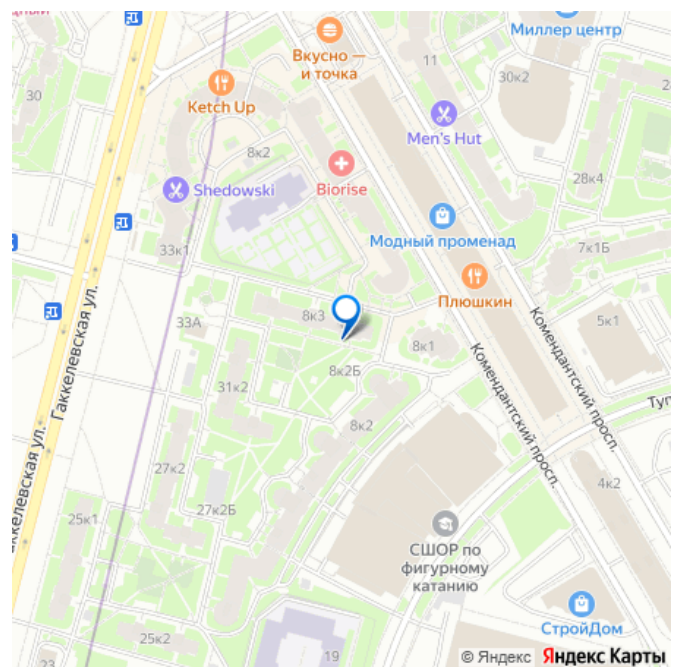 Миллер центр
Вкусно —
и точка
11
30к2
30
Ketch Up
Men's Hut
8к2
Biorise
28к4
Shedowski
Модный променад
7к1Б
33к1
Плюшкин
Гаккелевская ул.
33А
8к3
5к1
8к1
Комендантский просп.
Комендантский просп.
8к2Б
31к2
Туп
8к2
27к2
4к2
27к2Б
25к1
СШОР по
фигурному
катанию
СтройДом
25к2
19
23
© Яндекс Яндекс Карты